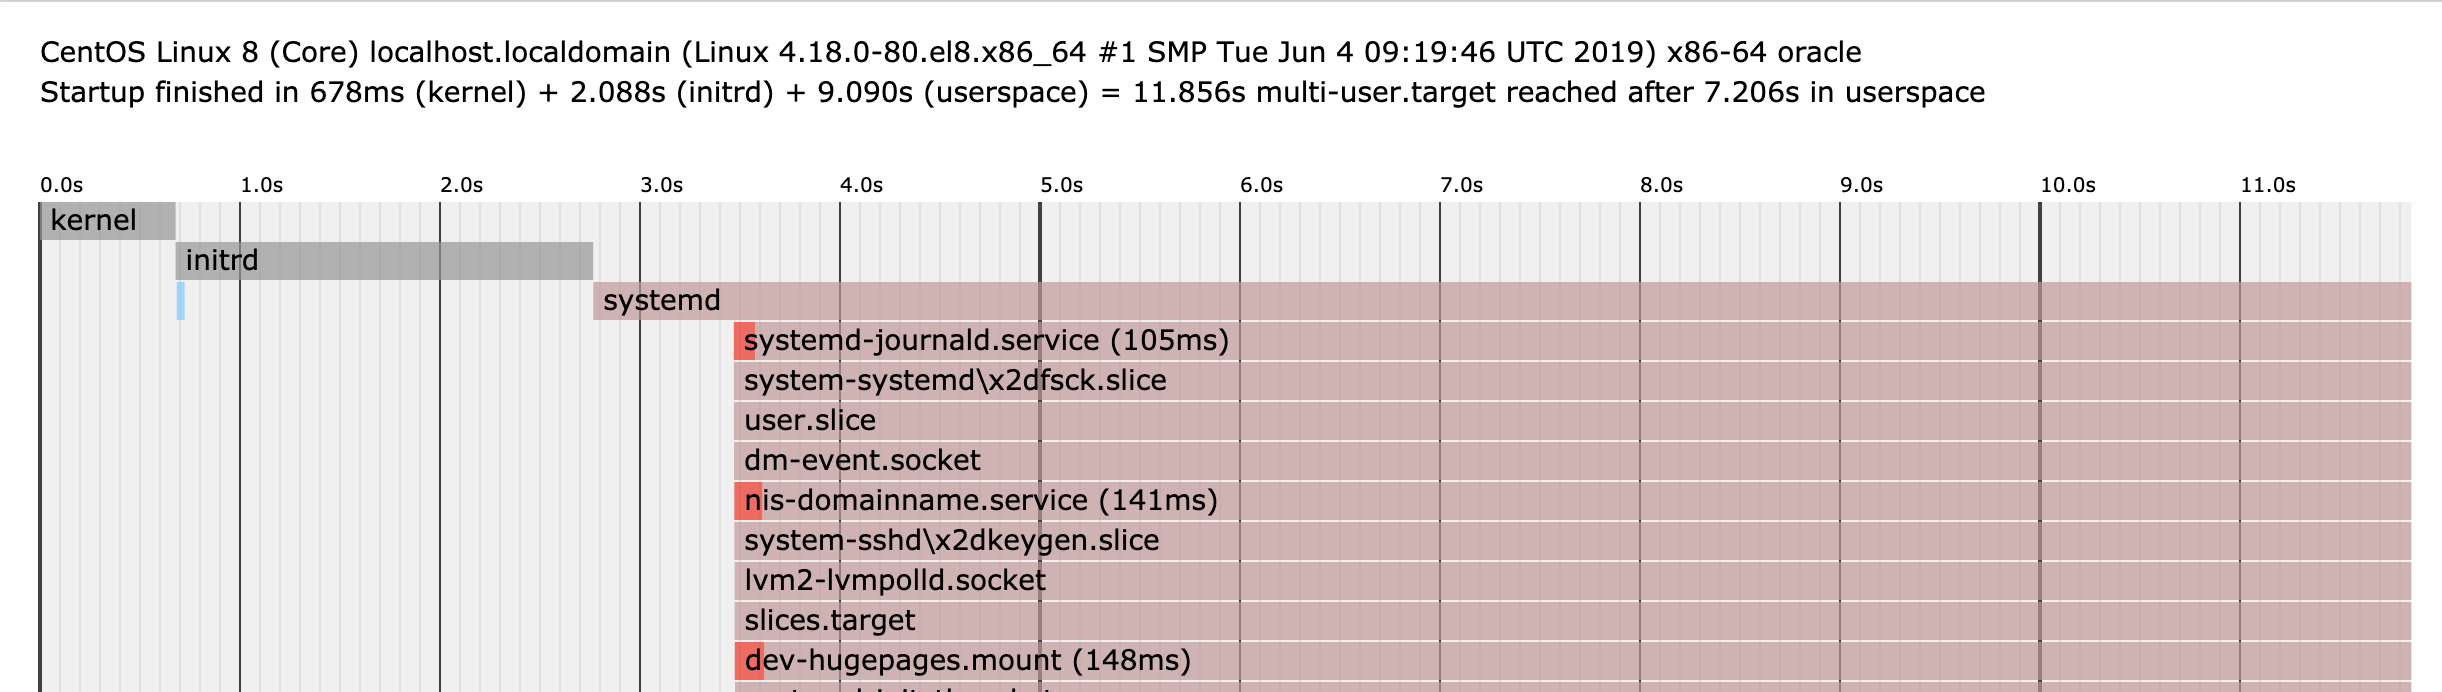 CentOS Linux 8 (Core) localhost.localdomain (Linux 4.18.0-80.el8.x86_64 #1 SMP Tue Jun 4 09:19:46 UTC 2019) x86-64 oracle
Startup finished in 678ms (kernel) + 2.088s (initrd) + 9.090s (userspace) = 11.856s multi-user.target reached after 7.206s in userspace
0.0s 1.0s 2.0s 3.0s 4.0s 5.0s 6.0s 7.0s 8.0s 9.0s 10.0s 11.0s
kernel
initrd
systemd
systemd-journald.service (105ms)
system-systemd\x2dfsck.slice
user.slice
dm-event.socket
nis-domainname.service (141ms)
system-sshd\x2dkeygen.slice
lvm2-lvmpolld.socket
slices.target
dev-hugepages.mount (148ms)